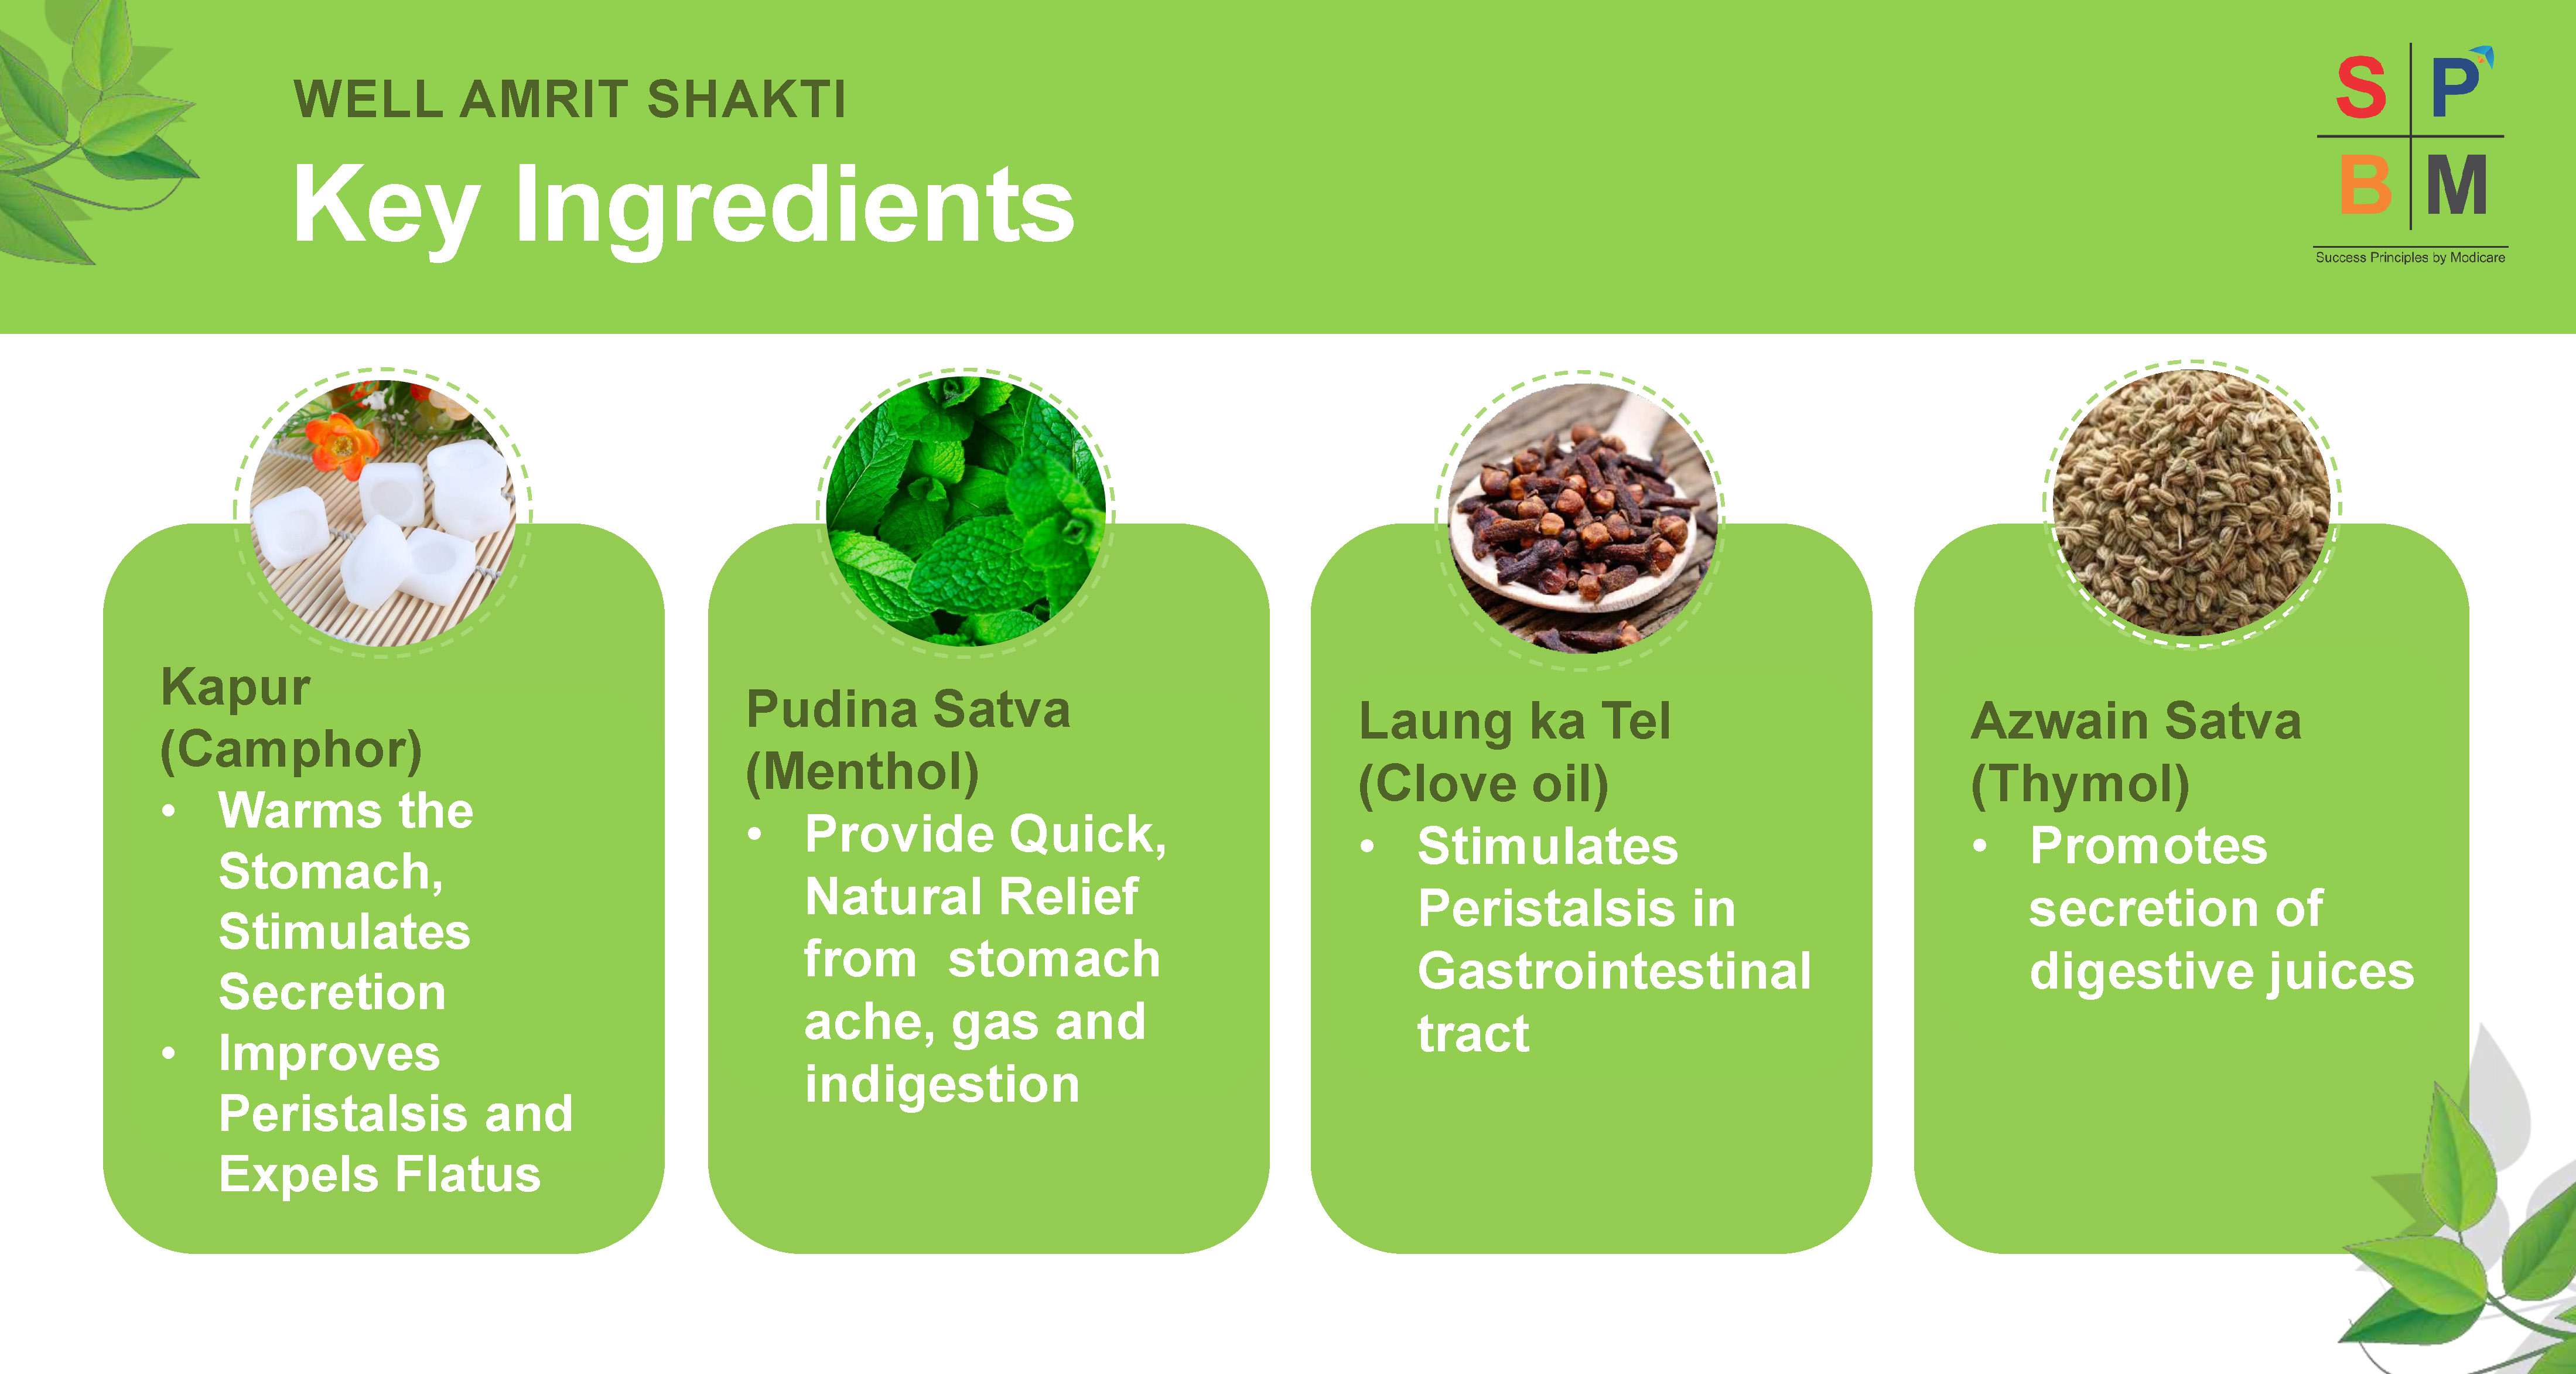 WELL AMRIT SHAKTI
Key Ingredients
S P
B M
Success Principles by Modicare
Kapur
(Camphor)
• Warms the
Stomach,
Stimulates
Secretion
• Improves
Peristalsis and
Expels Flatus
Pudina Satva
(Menthol)
• Provide Quick,
Natural Relief
from stomach
ache, gas and
indigestion
Laung ka Tel
(Clove oil)
• Stimulates
Peristalsis in
Gastrointestinal
tract
Azwain Satva
(Thymol)
• Promotes
secretion of
digestive juices